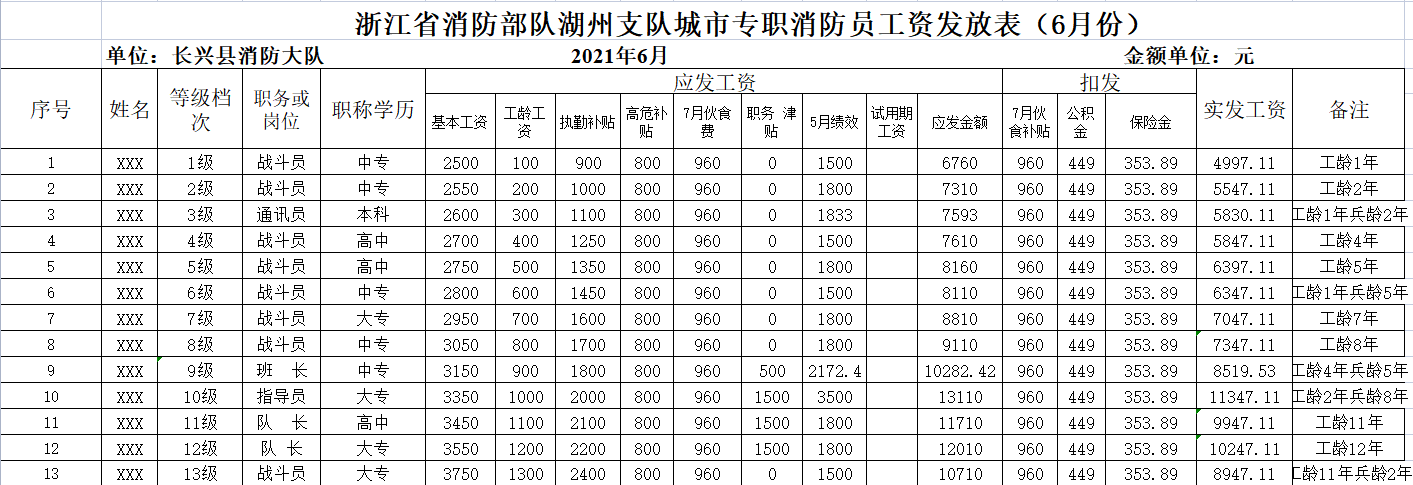 浙江省消防部队湖州支队城市专职消防员工资发放表（6月份）
单位：长兴县消防大队 2021年6月 金额单位：元
序号 姓名 等级档次 职务或岗位 职称学历 应发工资 扣发 实发工资 备注
基本工资 工龄工资 执勤补贴 高危补贴 7月伙食费 职务 津贴 5月绩效 试用期工资 应发金额 7月伙食补贴 公积金 保险金
1 XXX 1级 战斗员 中专 2500 100 900 800 960 0 1500 6760 960 449 353.89 4997.11 工龄1年
2 XXX 2级 战斗员 中专 2550 200 1000 800 960 0 1800 7310 960 449 353.89 5547.11 工龄2年
3 XXX 3级 通讯员 本科 2600 300 1100 800 960 0 1833 7593 960 449 353.89 5830.11 工龄1年兵龄2年
4 XXX 4级 战斗员 高中 2700 400 1250 800 960 0 1500 7610 960 449 353.89 5847.11 工龄4年
5 XXX 5级 战斗员 高中 2750 500 1350 800 960 0 1800 8160 960 449 353.89 6397.11 工龄5年
6 XXX 6级 战斗员 中专 2800 600 1450 800 960 0 1500 8110 960 449 353.89 6347.11 工龄1年兵龄5年
7 XXX 7级 战斗员 大专 2950 700 1600 800 960 0 1800 8810 960 449 353.89 7047.11 工龄7年
8 XXX 8级 战斗员 中专 3050 800 1700 800 960 0 1800 9110 960 449 353.89 7347.11 工龄8年
9 XXX 9级 班 长 中专 3150 900 1800 800 960 500 2172.4 10282.42 960 449 353.89 8519.53 工龄4年兵龄5年
10 XXX 10级 指导员 大专 3350 1000 2000 800 960 1500 3500 13110 960 449 353.89 11347.11 工龄2年兵龄8年
11 XXX 11级 队 长 高中 3450 1100 2100 800 960 1500 1800 11710 960 449 353.89 9947.11 工龄11年
12 XXX 12级 队 长 大专 3550 1200 2200 800 960 1500 1800 12010 960 449 353.89 10247.11 工龄12年
13 XXX 13级 战斗员 大专 3750 1300 2400 800 960 0 1500 10710 960 449 353.89 8947.11 工龄11年兵龄2年